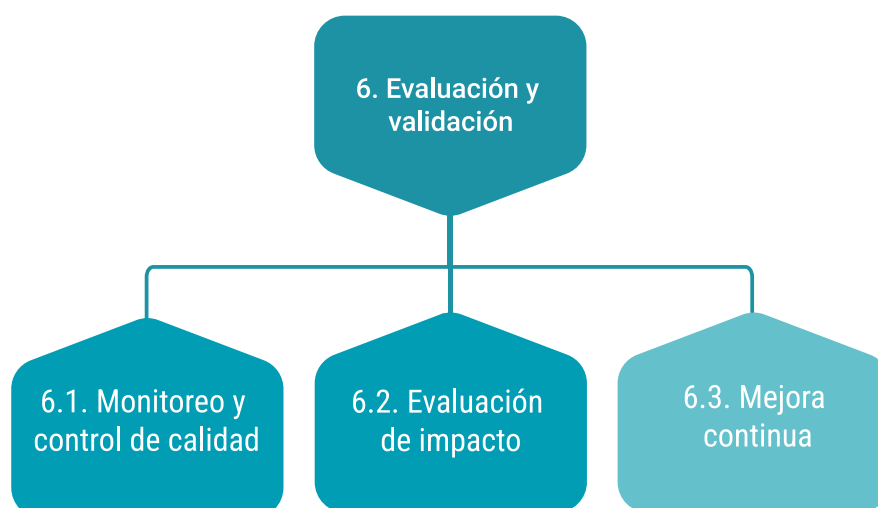 6. Evaluación y
validación
6.1. Monitoreo y
control de calidad
6.2. Evaluación
de impacto
6.3. Mejora
continua